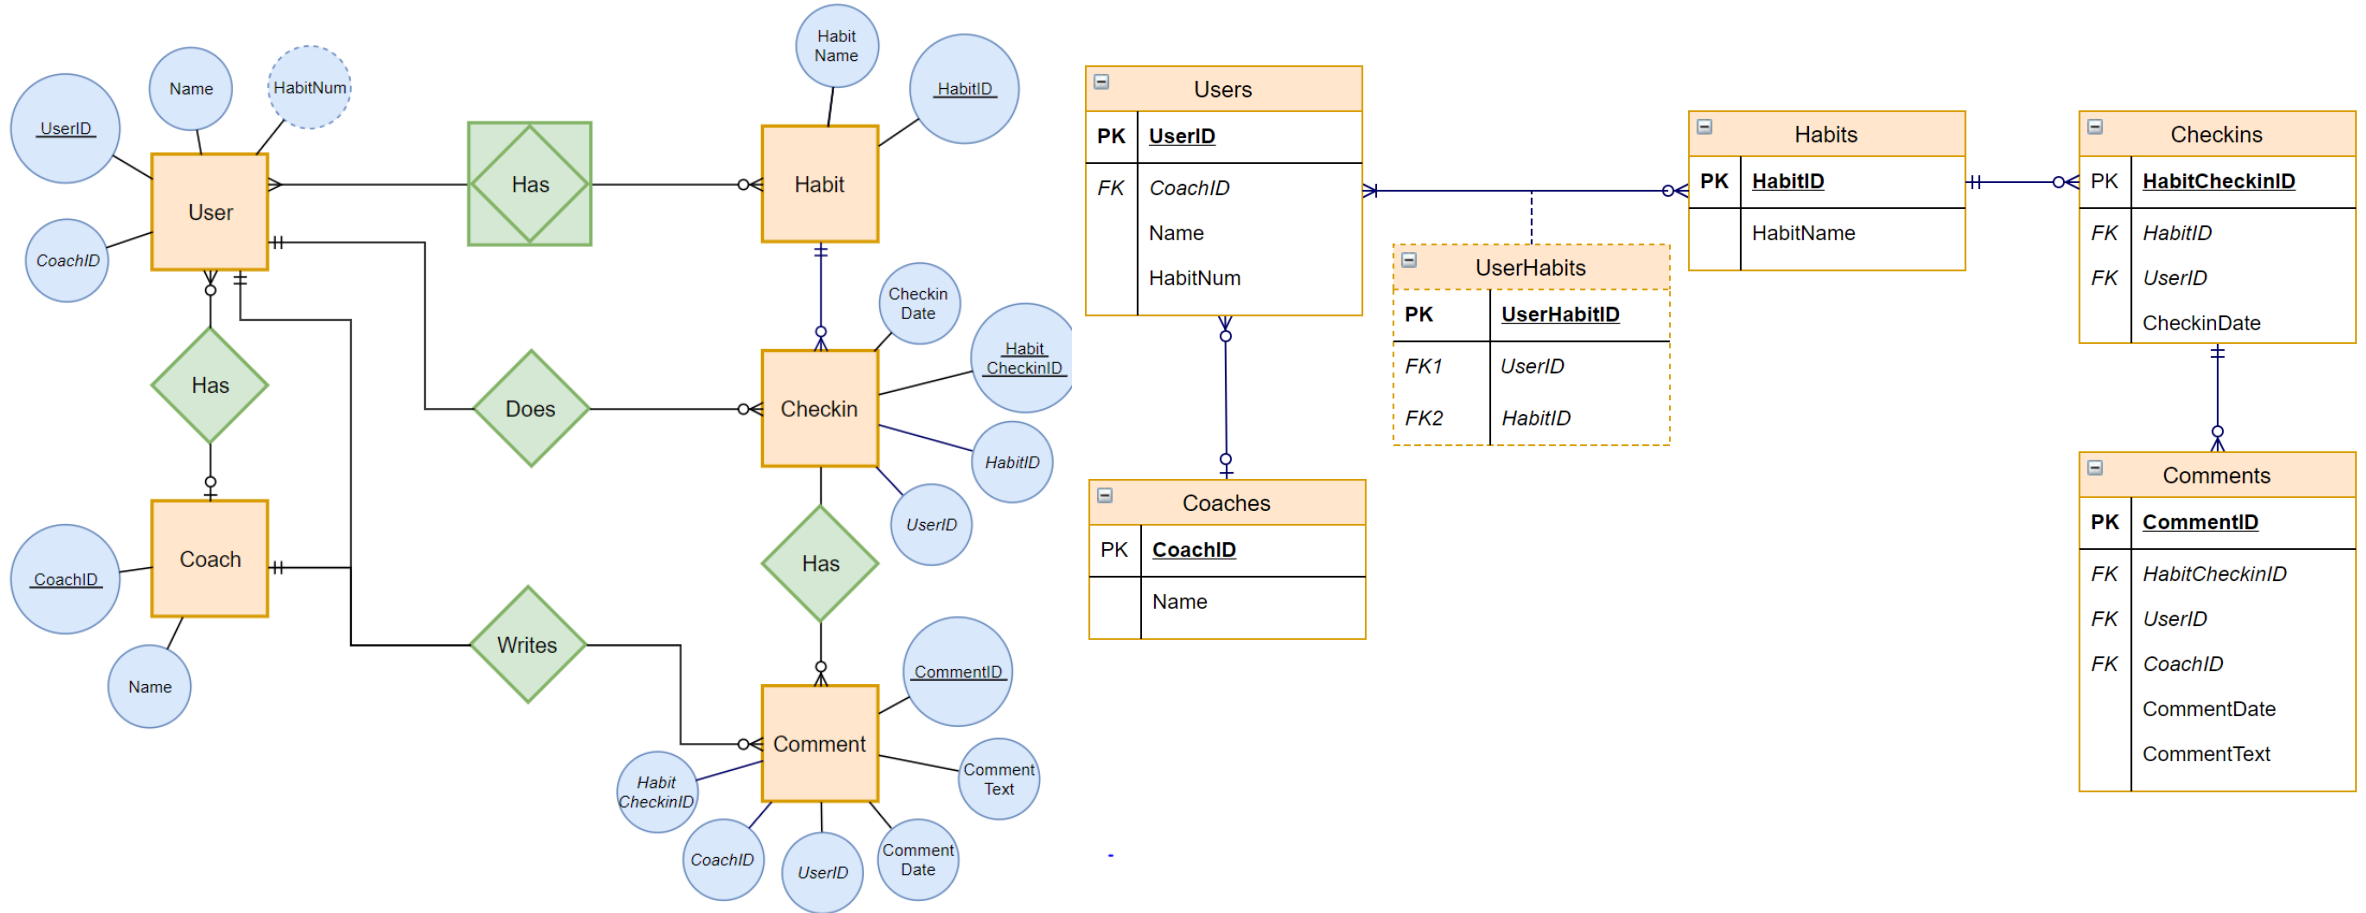 Name
HabitNum
UserID
User
CoachID
Has
Habit
Name
HabitID
Habit
Has
Does
Checkin
Date
Habit
CheckinID
Checkin
HabitID
UserID
Has
Coach
CoachID
Name
Writes
CommentID
Comment
Comment
Text
Habit
CheckinID
CoachID
UserID
Comment
Date
Users
PK UserID
FK CoachID
Name
HabitNum
UserHabits
PK UserHabitID
FK1 UserID
FK2 HabitID
Habits
PK HabitID
HabitName
Checkins
PK HabitCheckinID
FK HabitID
FK UserID
CheckinDate
Coaches
PK CoachID
Name
Comments
PK CommentID
FK HabitCheckinID
FK UserID
FK CoachID
CommentDate
CommentText